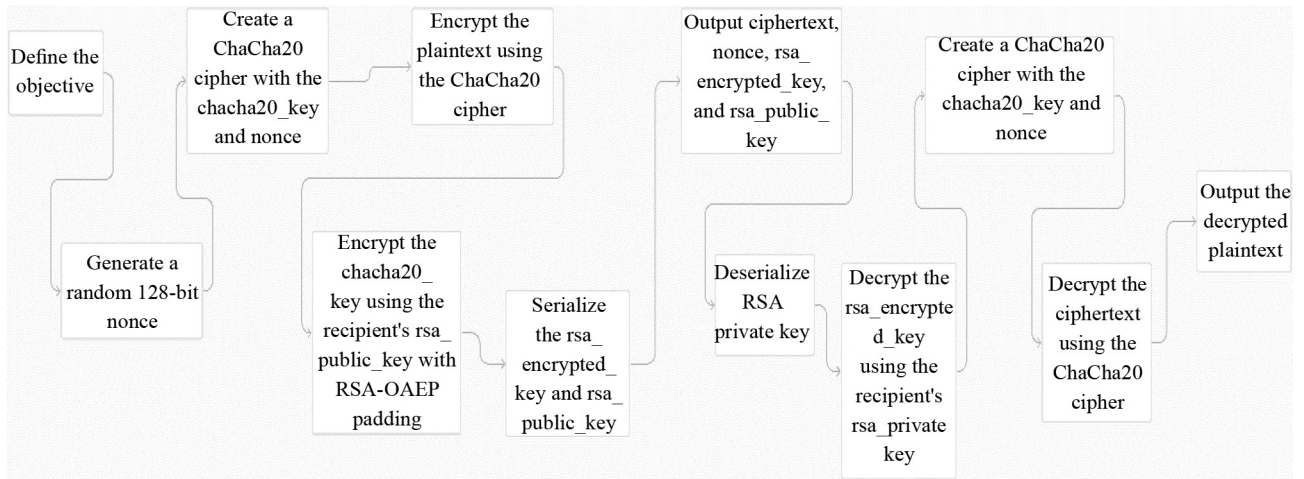 Define the
objective
Generate a
random 128-bit
nonce
Create a
ChaCha20
cipher with the
chacha20_key
and nonce
Encrypt the
plaintext using
the ChaCha20
cipher
Encrypt the
chacha20_
key using the
recipient's rsa_
public_key with
RSA-OAEP
padding
Serialize
the rsa_
encrypted_
key and rsa_
public_key
Output ciphertext,
nonce, rsa_
encrypted_key,
and rsa_public_
key
Deserialize
RSA
private key
Decrypt the
rsa_encrypte
d_key
using the
recipient's
rsa_private
key
Create a ChaCha20
cipher with the
chacha20_key and
nonce
Decrypt the
ciphertext
using the
ChaCha20
cipher
Output the
decrypted
plaintext